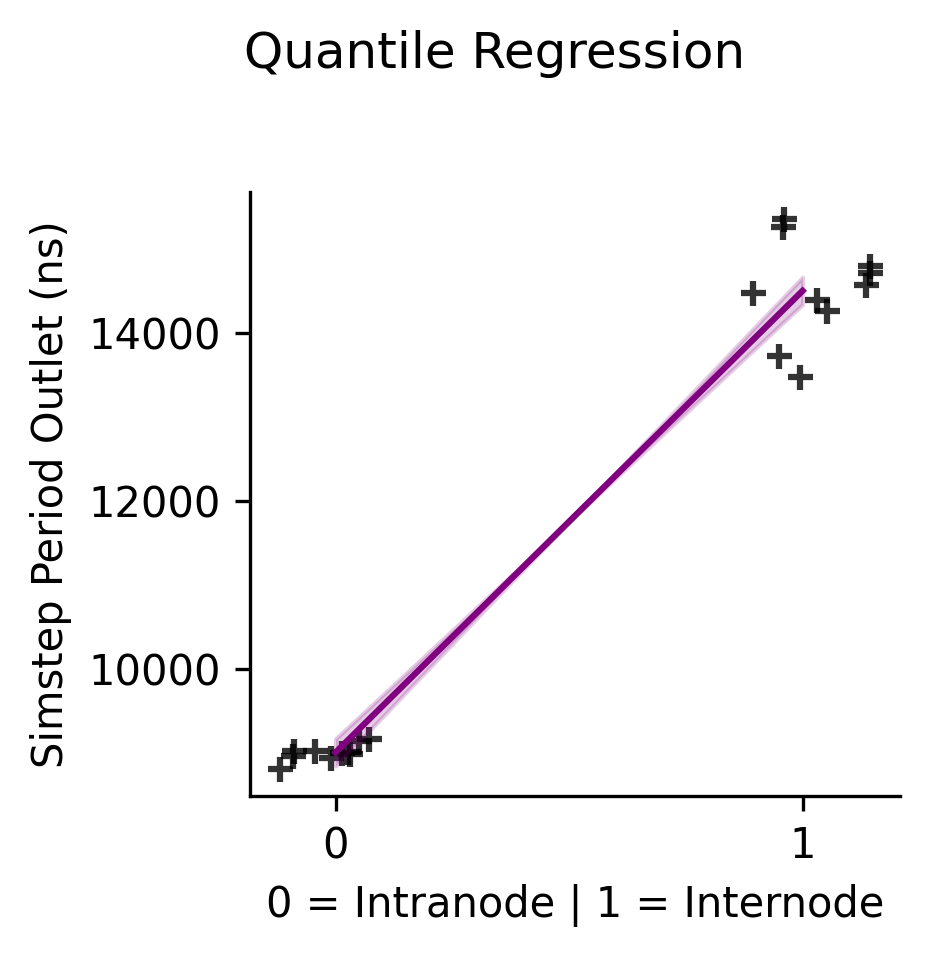 Quantile Regression
Simstep Period Outlet (ns)
14000
12000
10000
0 1
0 = Intranode | 1 = Internode